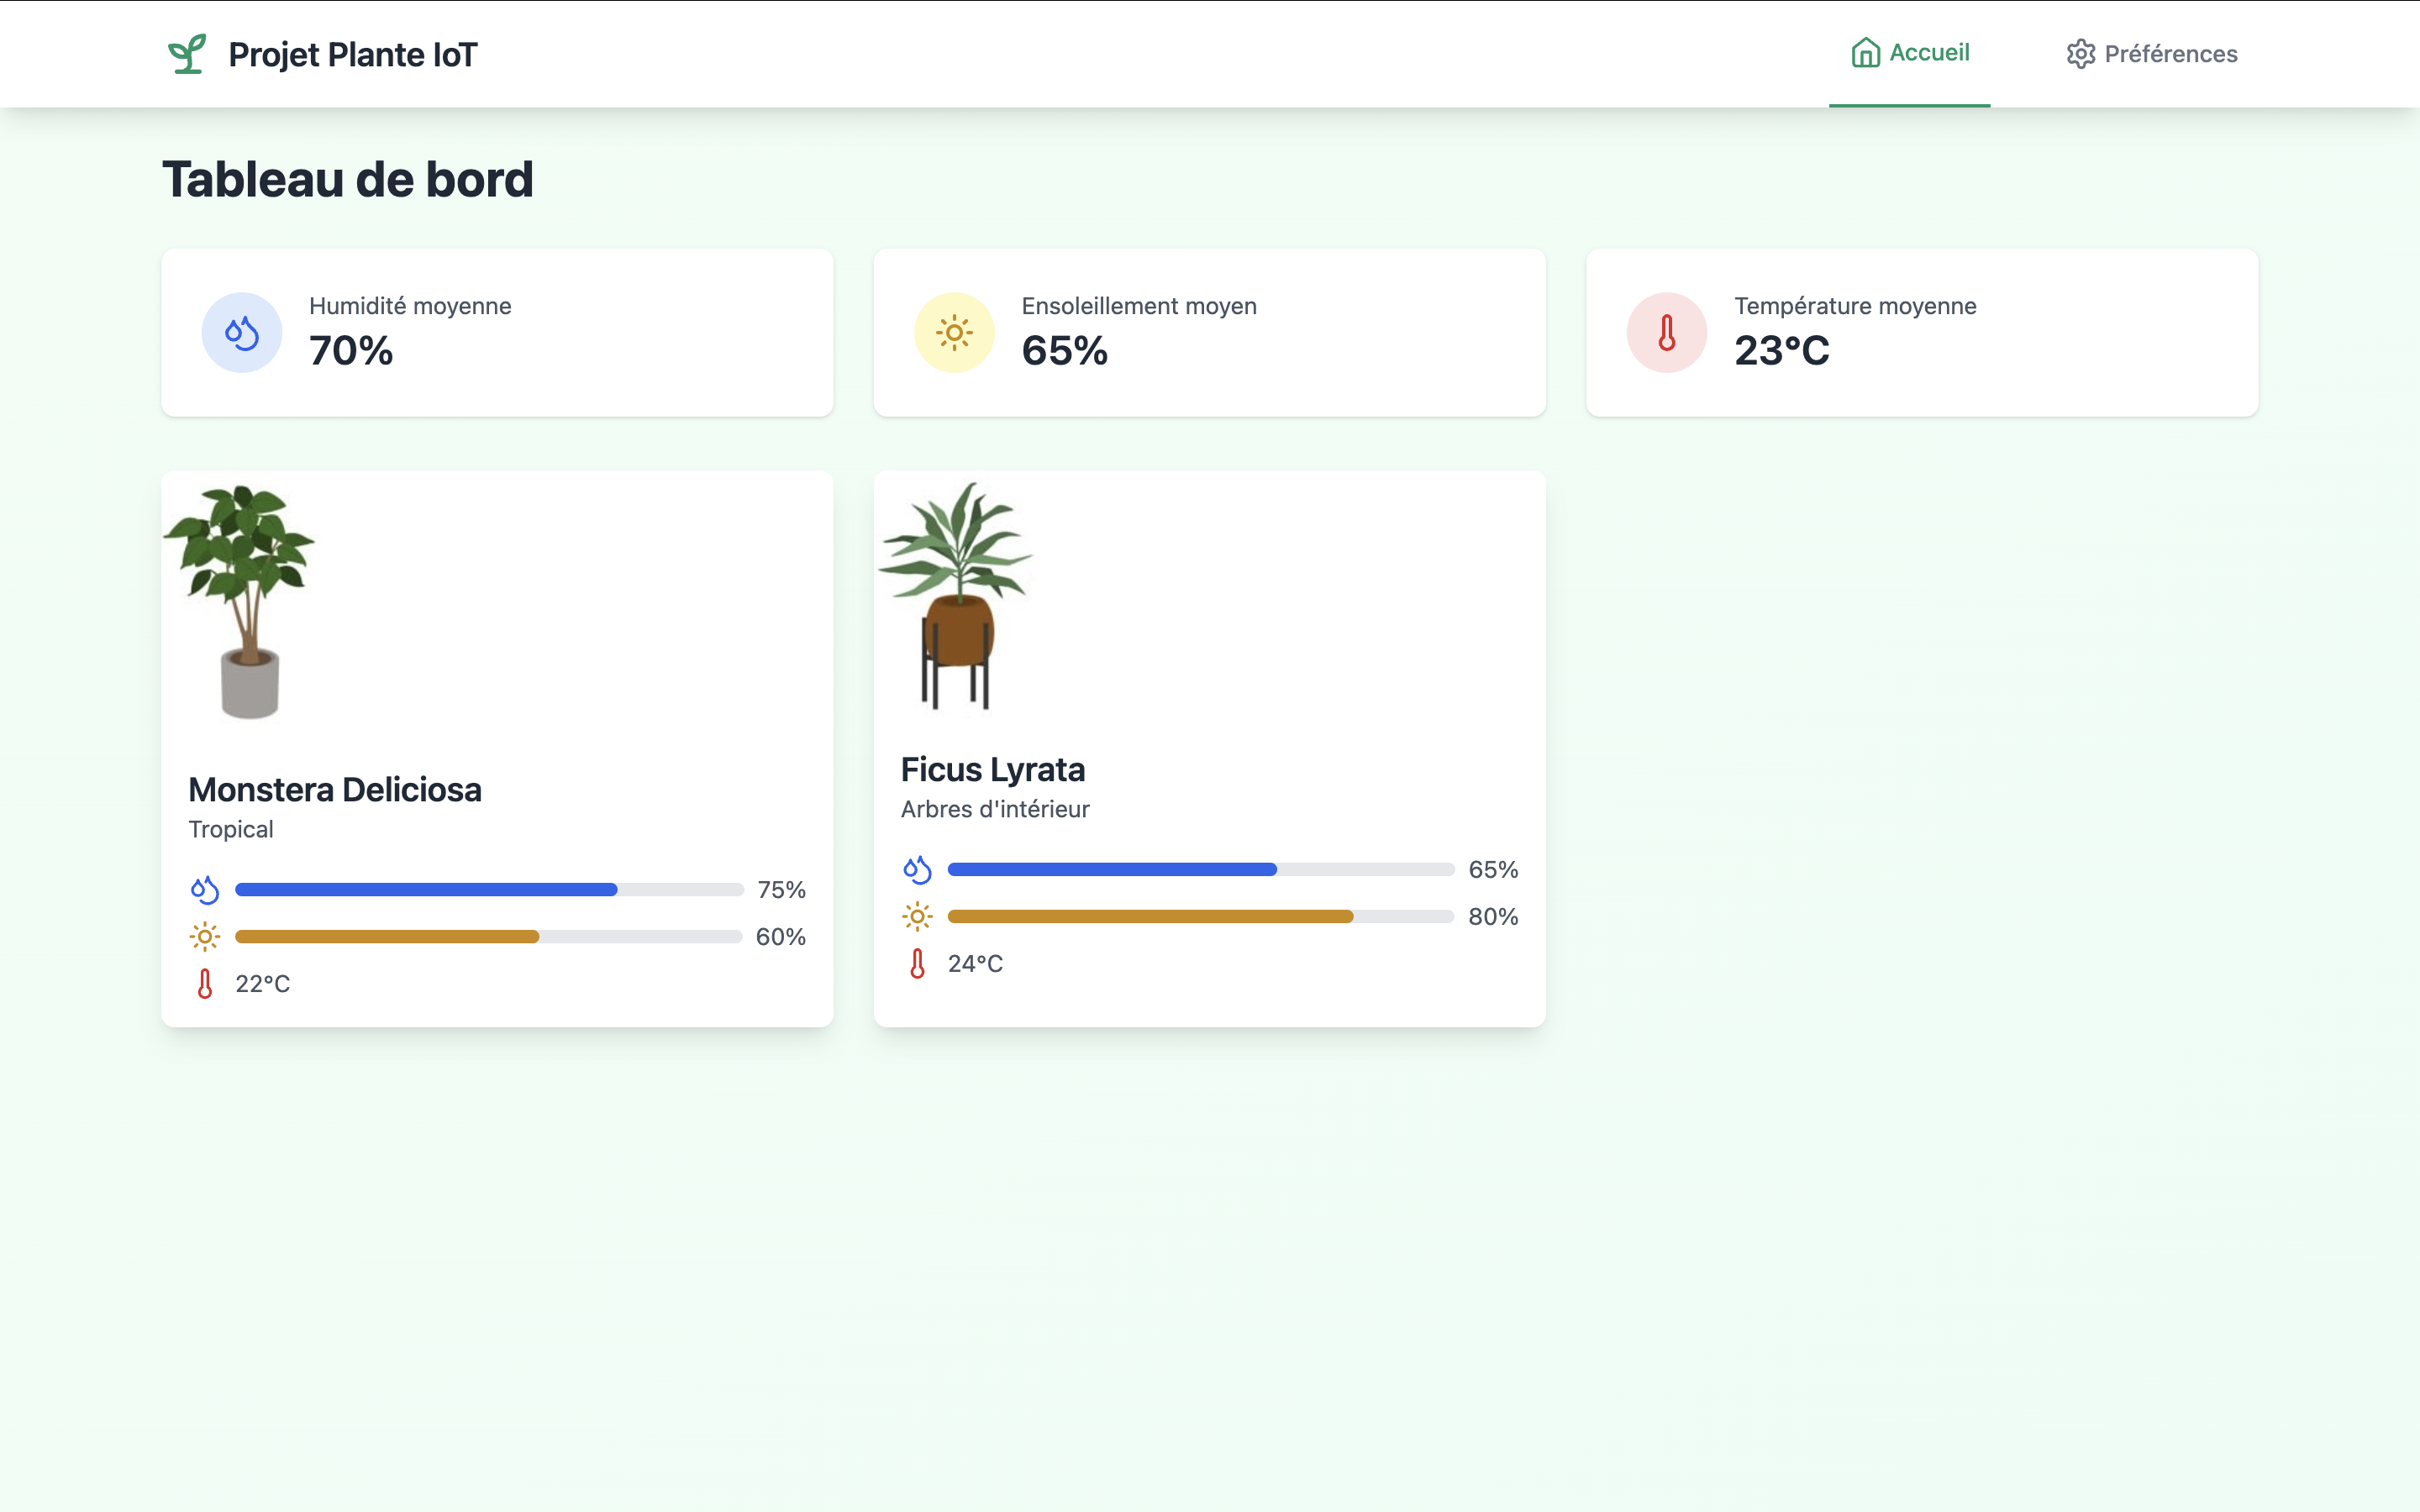 Projet Plante IoT
Accueil
Préférences
Tableau de bord
Humidité moyenne
70%
Ensoleillement moyen
65%
Température moyenne
23°C
Monstera Deliciosa
Tropical
75%
60%
22°C
Ficus Lyrata
Arbres d'intérieur
65%
80%
24°C